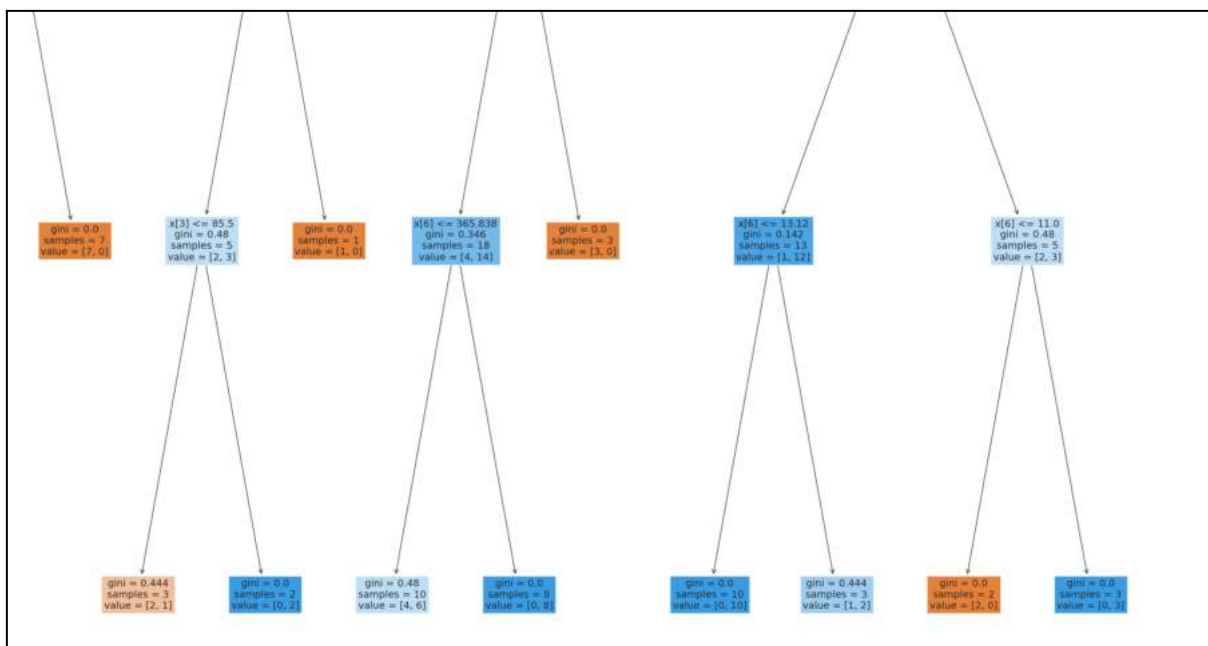 gini = 0.0
samples = 7
value = [7, 0]
x[3] <= 85.5
gini = 0.48
samples = 5
value = [2, 3]
gini = 0.0
samples = 1
value = [1, 0]
x[6] <= 365.838
gini = 0.346
samples = 18
value = [4, 14]
gini = 0.0
samples = 3
value = [3, 0]
x[6] <= 13.12
gini = 0.142
samples = 13
value = [1, 12]
x[6] <= 11.0
gini = 0.48
samples = 5
value = [2, 3]
gini = 0.444
samples = 3
value = [2, 1]
gini = 0.0
samples = 2
value = [0, 2]
gini = 0.48
samples = 10
value = [4, 6]
gini = 0.0
samples = 8
value = [0, 8]
gini = 0.0
samples = 10
value = [0, 10]
gini = 0.444
samples = 3
value = [1, 2]
gini = 0.0
samples = 2
value = [2, 0]
gini = 0.0
samples = 3
value = [0, 3]